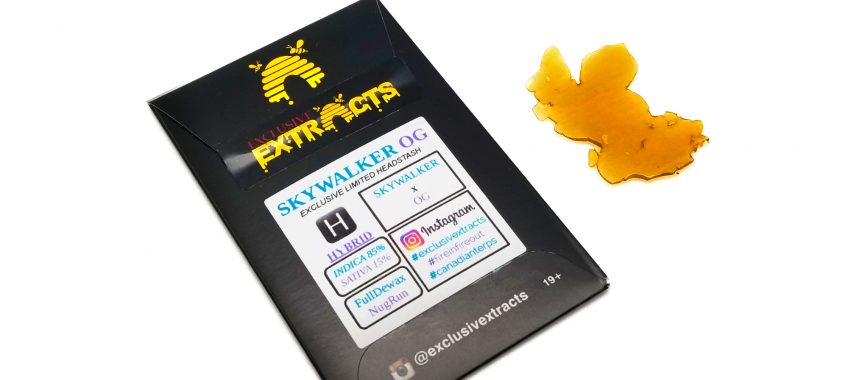 EXCLUSIVE
EXTRACTS
SKYWALKER OG
EXCLUSIVE LIMITED HEADSTASH
H
HYBRID
INDICA 85%
SATIVA 15%
FullDewax
NugRun
SKYWALKER
x
OG
Instagram
#exclusivextracts
#fireinfireout
#canadianterps
@exclusivextracts
19+